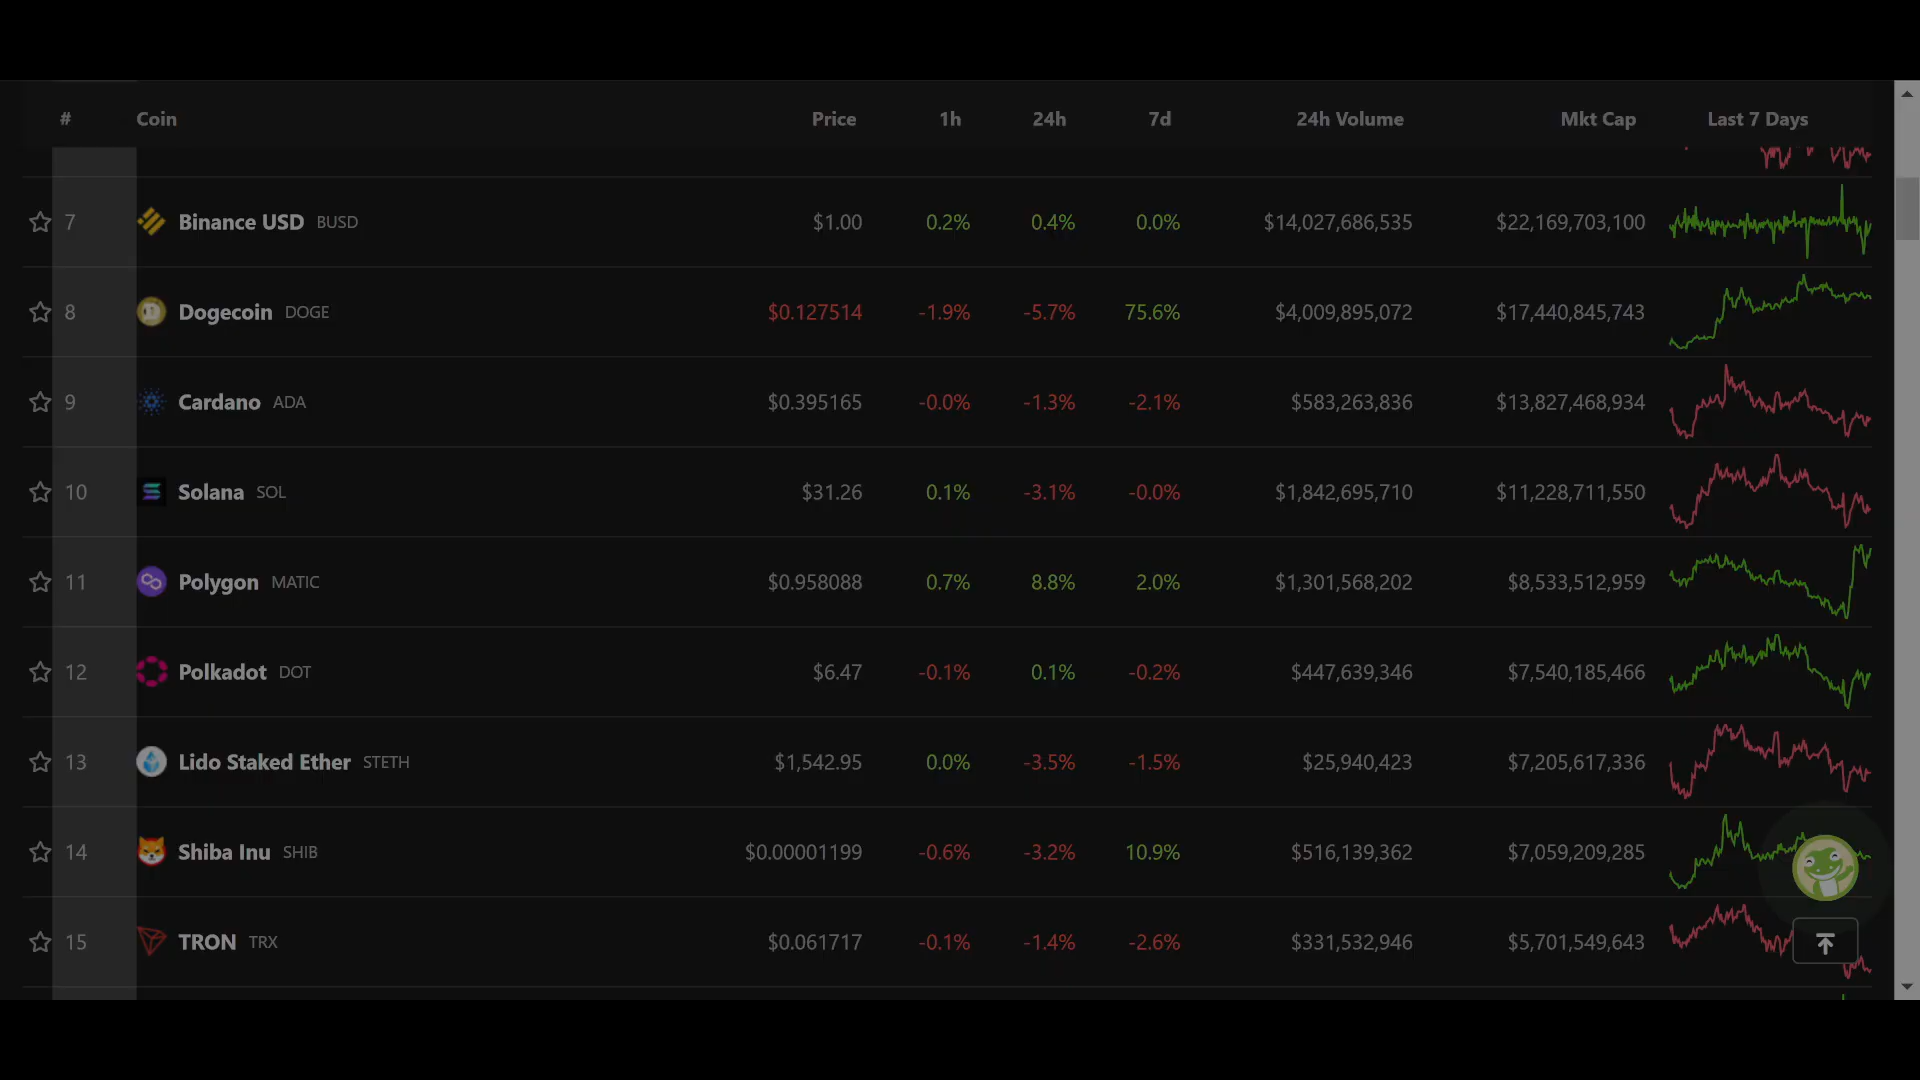 # Coin Price 1h 24h 7d 24h Volume Mkt Cap Last 7 Days
7 Binance USD BUSD $1.00 0.2% 0.4% 0.0% $14,027,686,535 $22,169,703,100
8 Dogecoin DOGE $0.127514 -1.9% -5.7% 75.6% $4,009,895,072 $17,440,845,743
9 Cardano ADA $0.395165 -0.0% -1.3% -2.1% $583,263,836 $13,827,468,934
10 Solana SOL $31.26 0.1% -3.1% -0.0% $1,842,695,710 $11,228,711,550
11 Polygon MATIC $0.958088 0.7% 8.8% 2.0% $1,301,568,202 $8,533,512,959
12 Polkadot DOT $6.47 -0.1% 0.1% -0.2% $447,639,346 $7,540,185,466
13 Lido Staked Ether STETH $1,542.95 0.0% -3.5% -1.5% $25,940,423 $7,205,617,336
14 Shiba Inu SHIB $0.00001199 -0.6% -3.2% 10.9% $516,139,362 $7,059,209,285
15 TRON TRX $0.061717 -0.1% -1.4% -2.6% $331,532,946 $5,701,549,643